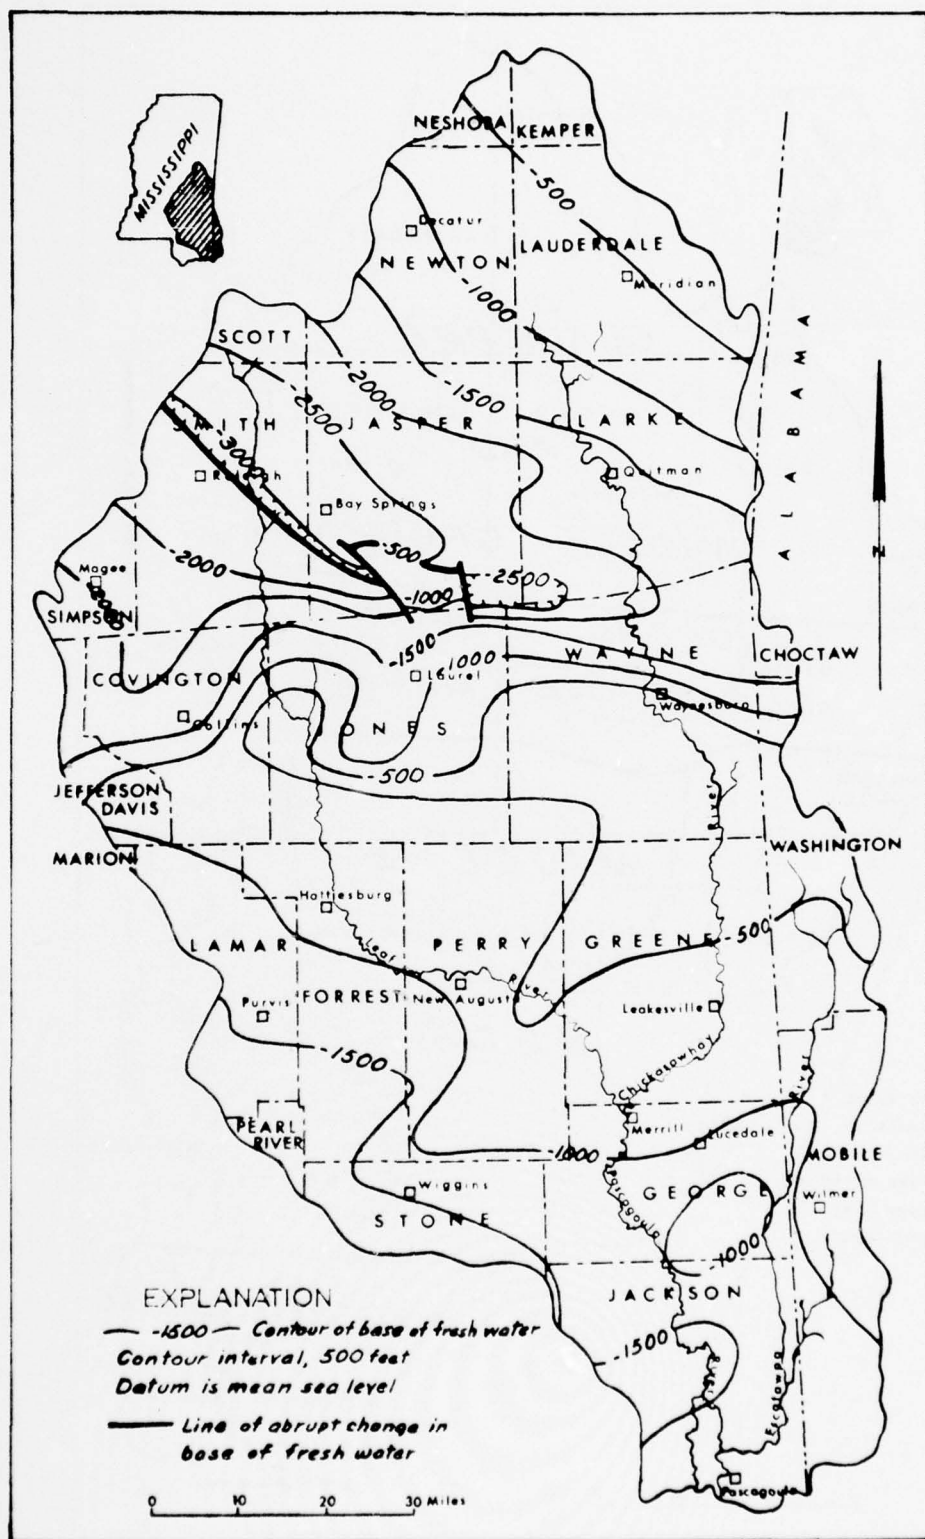 NESHOBA
KEMPER
MISSISSIPPI
-500
Decatur
LAUDERDALE
NEWTON
Meridian
-1000
SCOTT
ALABAMA
-2000
-1500
-2500
SMITH
JASPER
CLARKE
-3000
Raleigh
Quitman
Bay Springs
N
-500
-2500
-2000
Magee
-1000
SIMPSON
-1500
WAYNE
CHOCTAW
1000
Laurel
COVINGTON
Waynesboro
Collins
JONES
-500
JEFFERSON
DAVIS
River
MARION
WASHINGTON
Hattiesburg
-500
LAMAR
PERRY
GREENE
Leaf
River
Purvis
FORREST
New Augusta
Leakesville
-1500
Chickasawhay
River
PEARL
RIVER
Merrill
Lucedale
-1000
MOBILE
Wiggins
Pascagoula
GEORGE
Wilmer
STONE
-1000
EXPLANATION
JACKSON
-1500 Contour of base of fresh water
Contour interval, 500 feet
-1500
Datum is mean sea level
River
Escatawpa
Line of abrupt change in
base of fresh water
Pascagoula
0 10 20 30 Miles